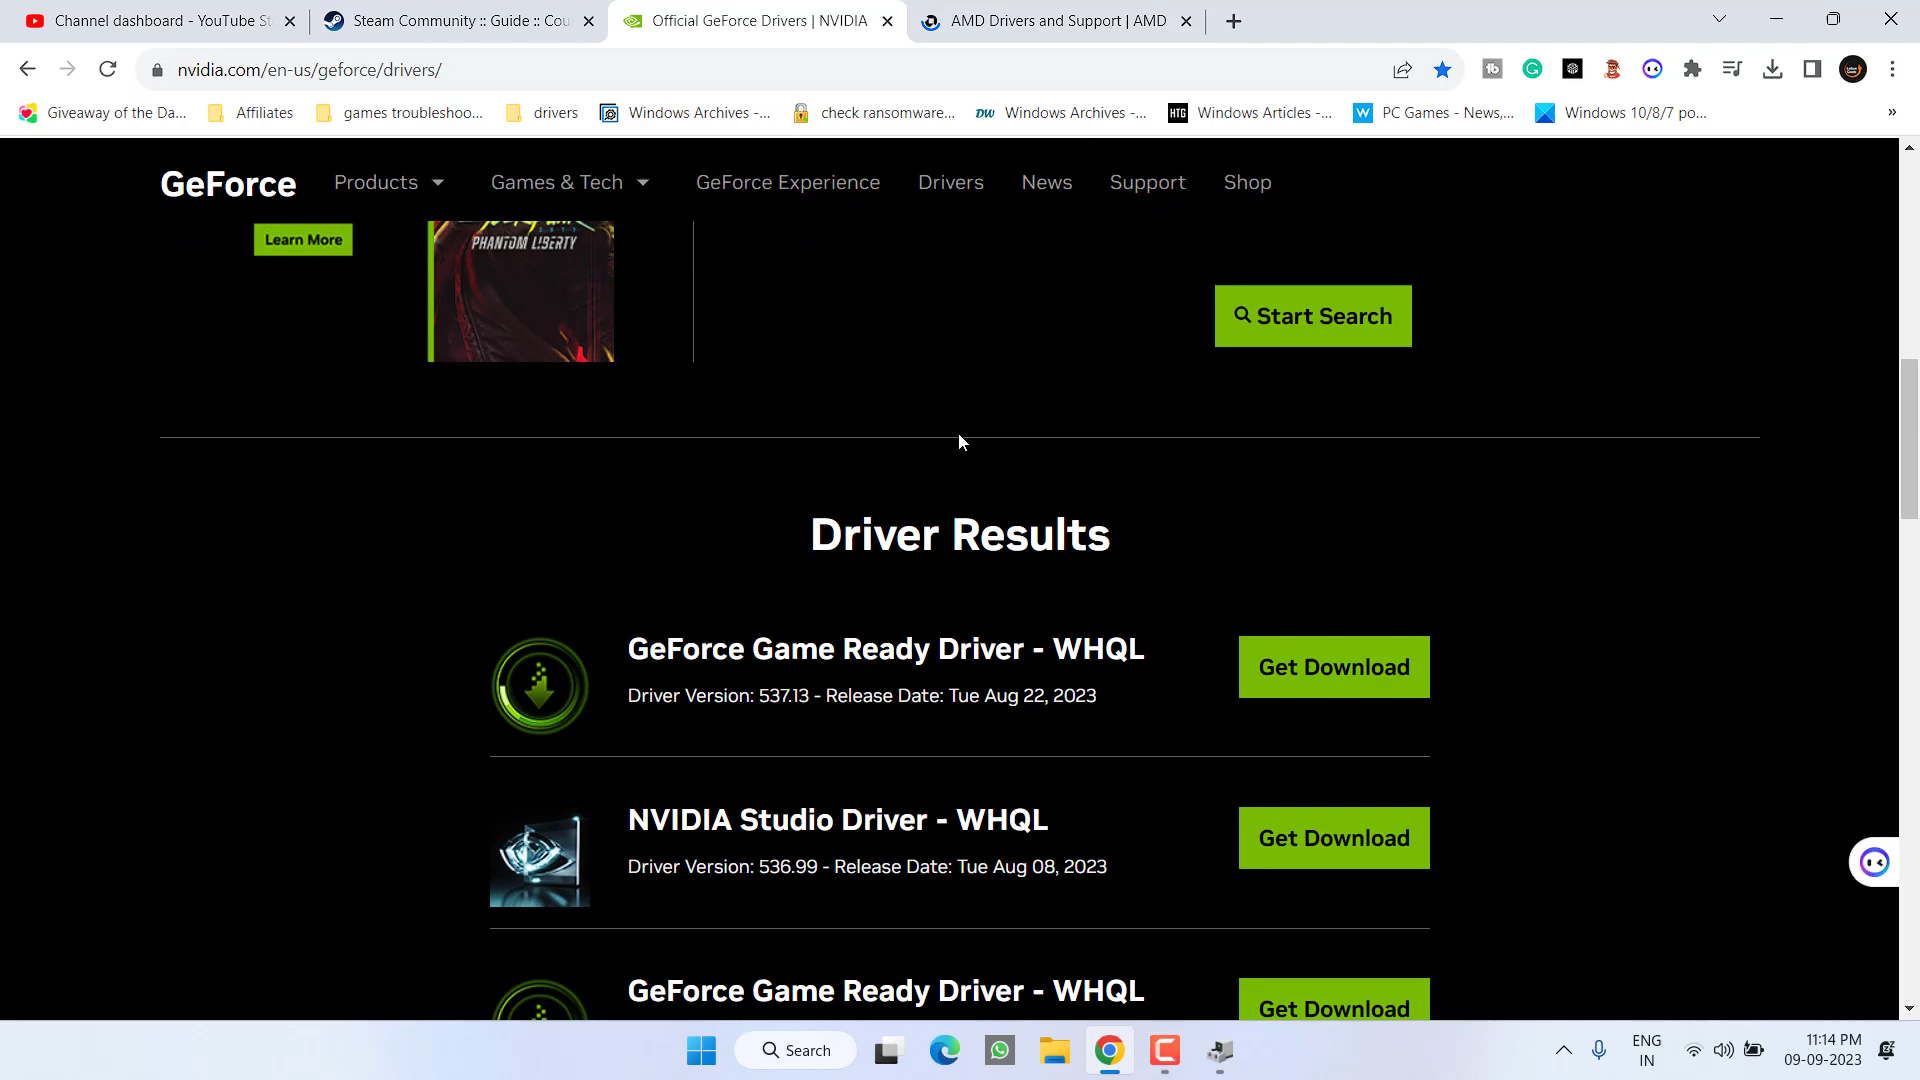 Channel dashboard - YouTube St
Steam Community :: Guide :: Cou
Official GeForce Drivers | NVIDIA
AMD Drivers and Support | AMD
nvidia.com/en-us/geforce/drivers/
Giveaway of the Da...
Affiliates
games troubleshoo...
drivers
Windows Archives -...
check ransomware...
DW
Windows Archives -...
HTG
Windows Articles -...
W
PC Games - News,...
Windows 10/8/7 po...
»
GeForce
Products
Games & Tech
GeForce Experience
Drivers
News
Support
Shop
Learn More
PHANTOM LIBERTY
Start Search
Driver Results
GeForce Game Ready Driver - WHQL
Driver Version: 537.13 - Release Date: Tue Aug 22, 2023
Get Download
NVIDIA Studio Driver - WHQL
Driver Version: 536.99 - Release Date: Tue Aug 08, 2023
Get Download
GeForce Game Ready Driver - WHQL
Get Download
Search
ENG
IN
11:14 PM
09-09-2023